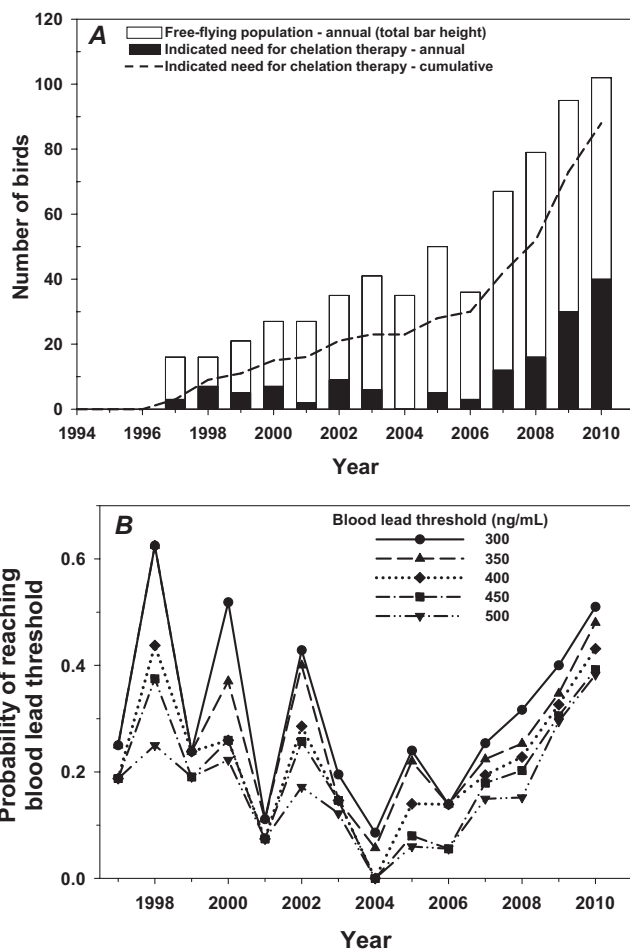 A
Free-flying population - annual (total bar height)
Indicated need for chelation therapy - annual
Indicated need for chelation therapy - cumulative
120
100
80
60
40
20
0
Number of birds
1994 1996 1998 2000 2002 2004 2006 2008 2010
Year
B
Blood lead threshold (ng/mL)
300
350
400
450
500
0.6
0.4
0.2
0.0
Probability of reaching
blood lead threshold
1998 2000 2002 2004 2006 2008 2010
Year